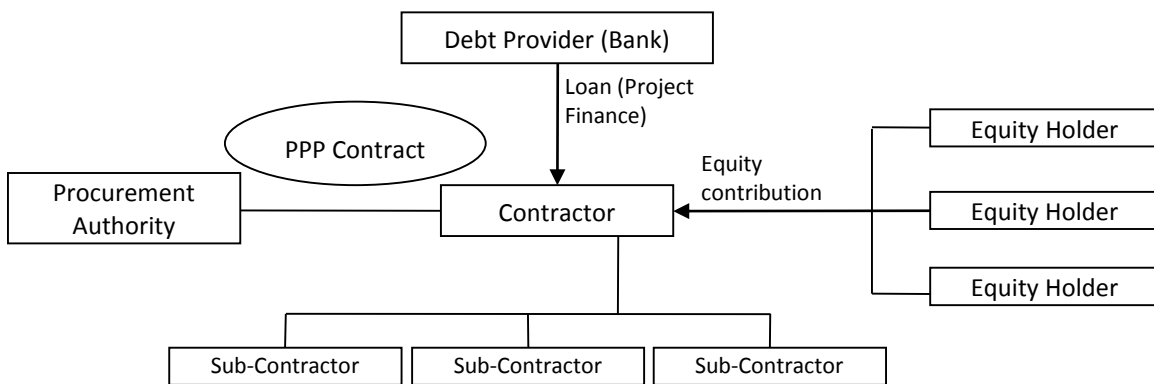 Debt Provider (Bank)
Loan (Project
Finance)
PPP Contract
Equity Holder
Equity
contribution
Procurement
Authority
Contractor
Equity Holder
Equity Holder
Sub-Contractor
Sub-Contractor
Sub-Contractor